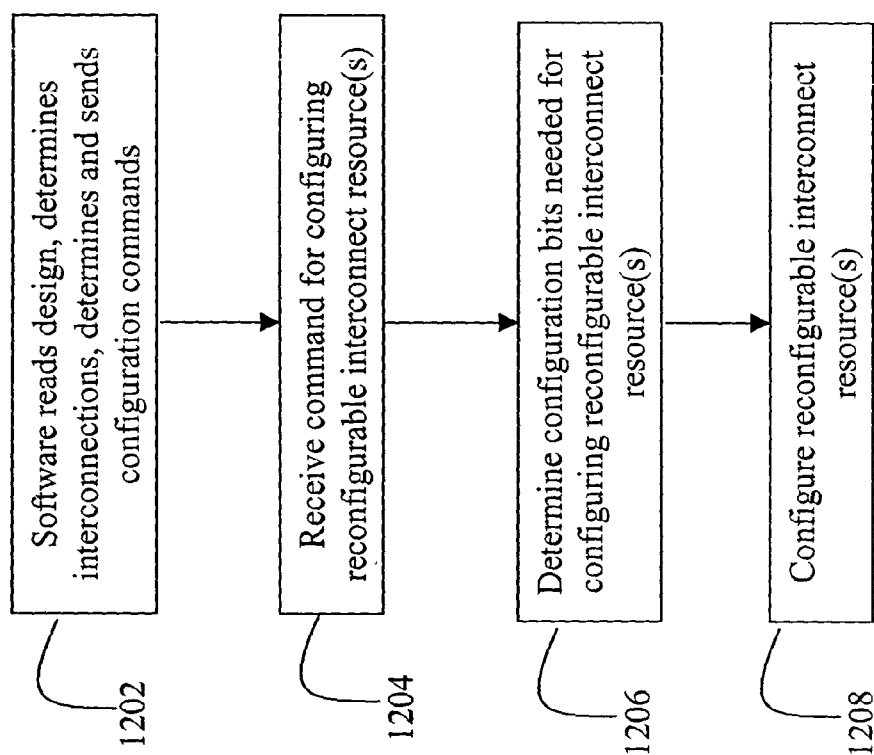 Software reads design, determines
interconnections, determines and sends
configuration commands
1202
Receive command for configuring
reconfigurable interconnect resource(s)
1204
Determine configuration bits needed for
configuring reconfigurable interconnect
resource(s)
1206
Configure reconfigurable interconnect
resource(s)
1208